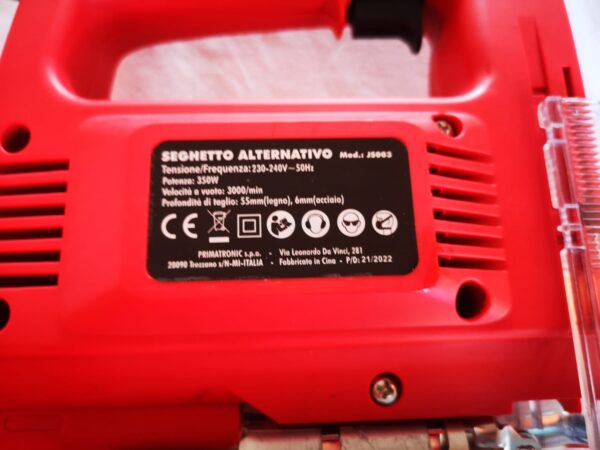 SEGHETTO ALTERNATIVO Mod.: JS003
Tensione/Frequenza: 230-240V~50Hz
Potenza: 350W
Velocità a vuoto: 3000/min
Profondità di taglio: 55mm(legno), 6mm(acciaio)
CE
PRIMATRONIC s.p.a. - Via Leonardo Da Vinci, 281
20090 Trezzano s/N-MI-ITALIA - Fabbricato in Cina - P/D: 21/2022